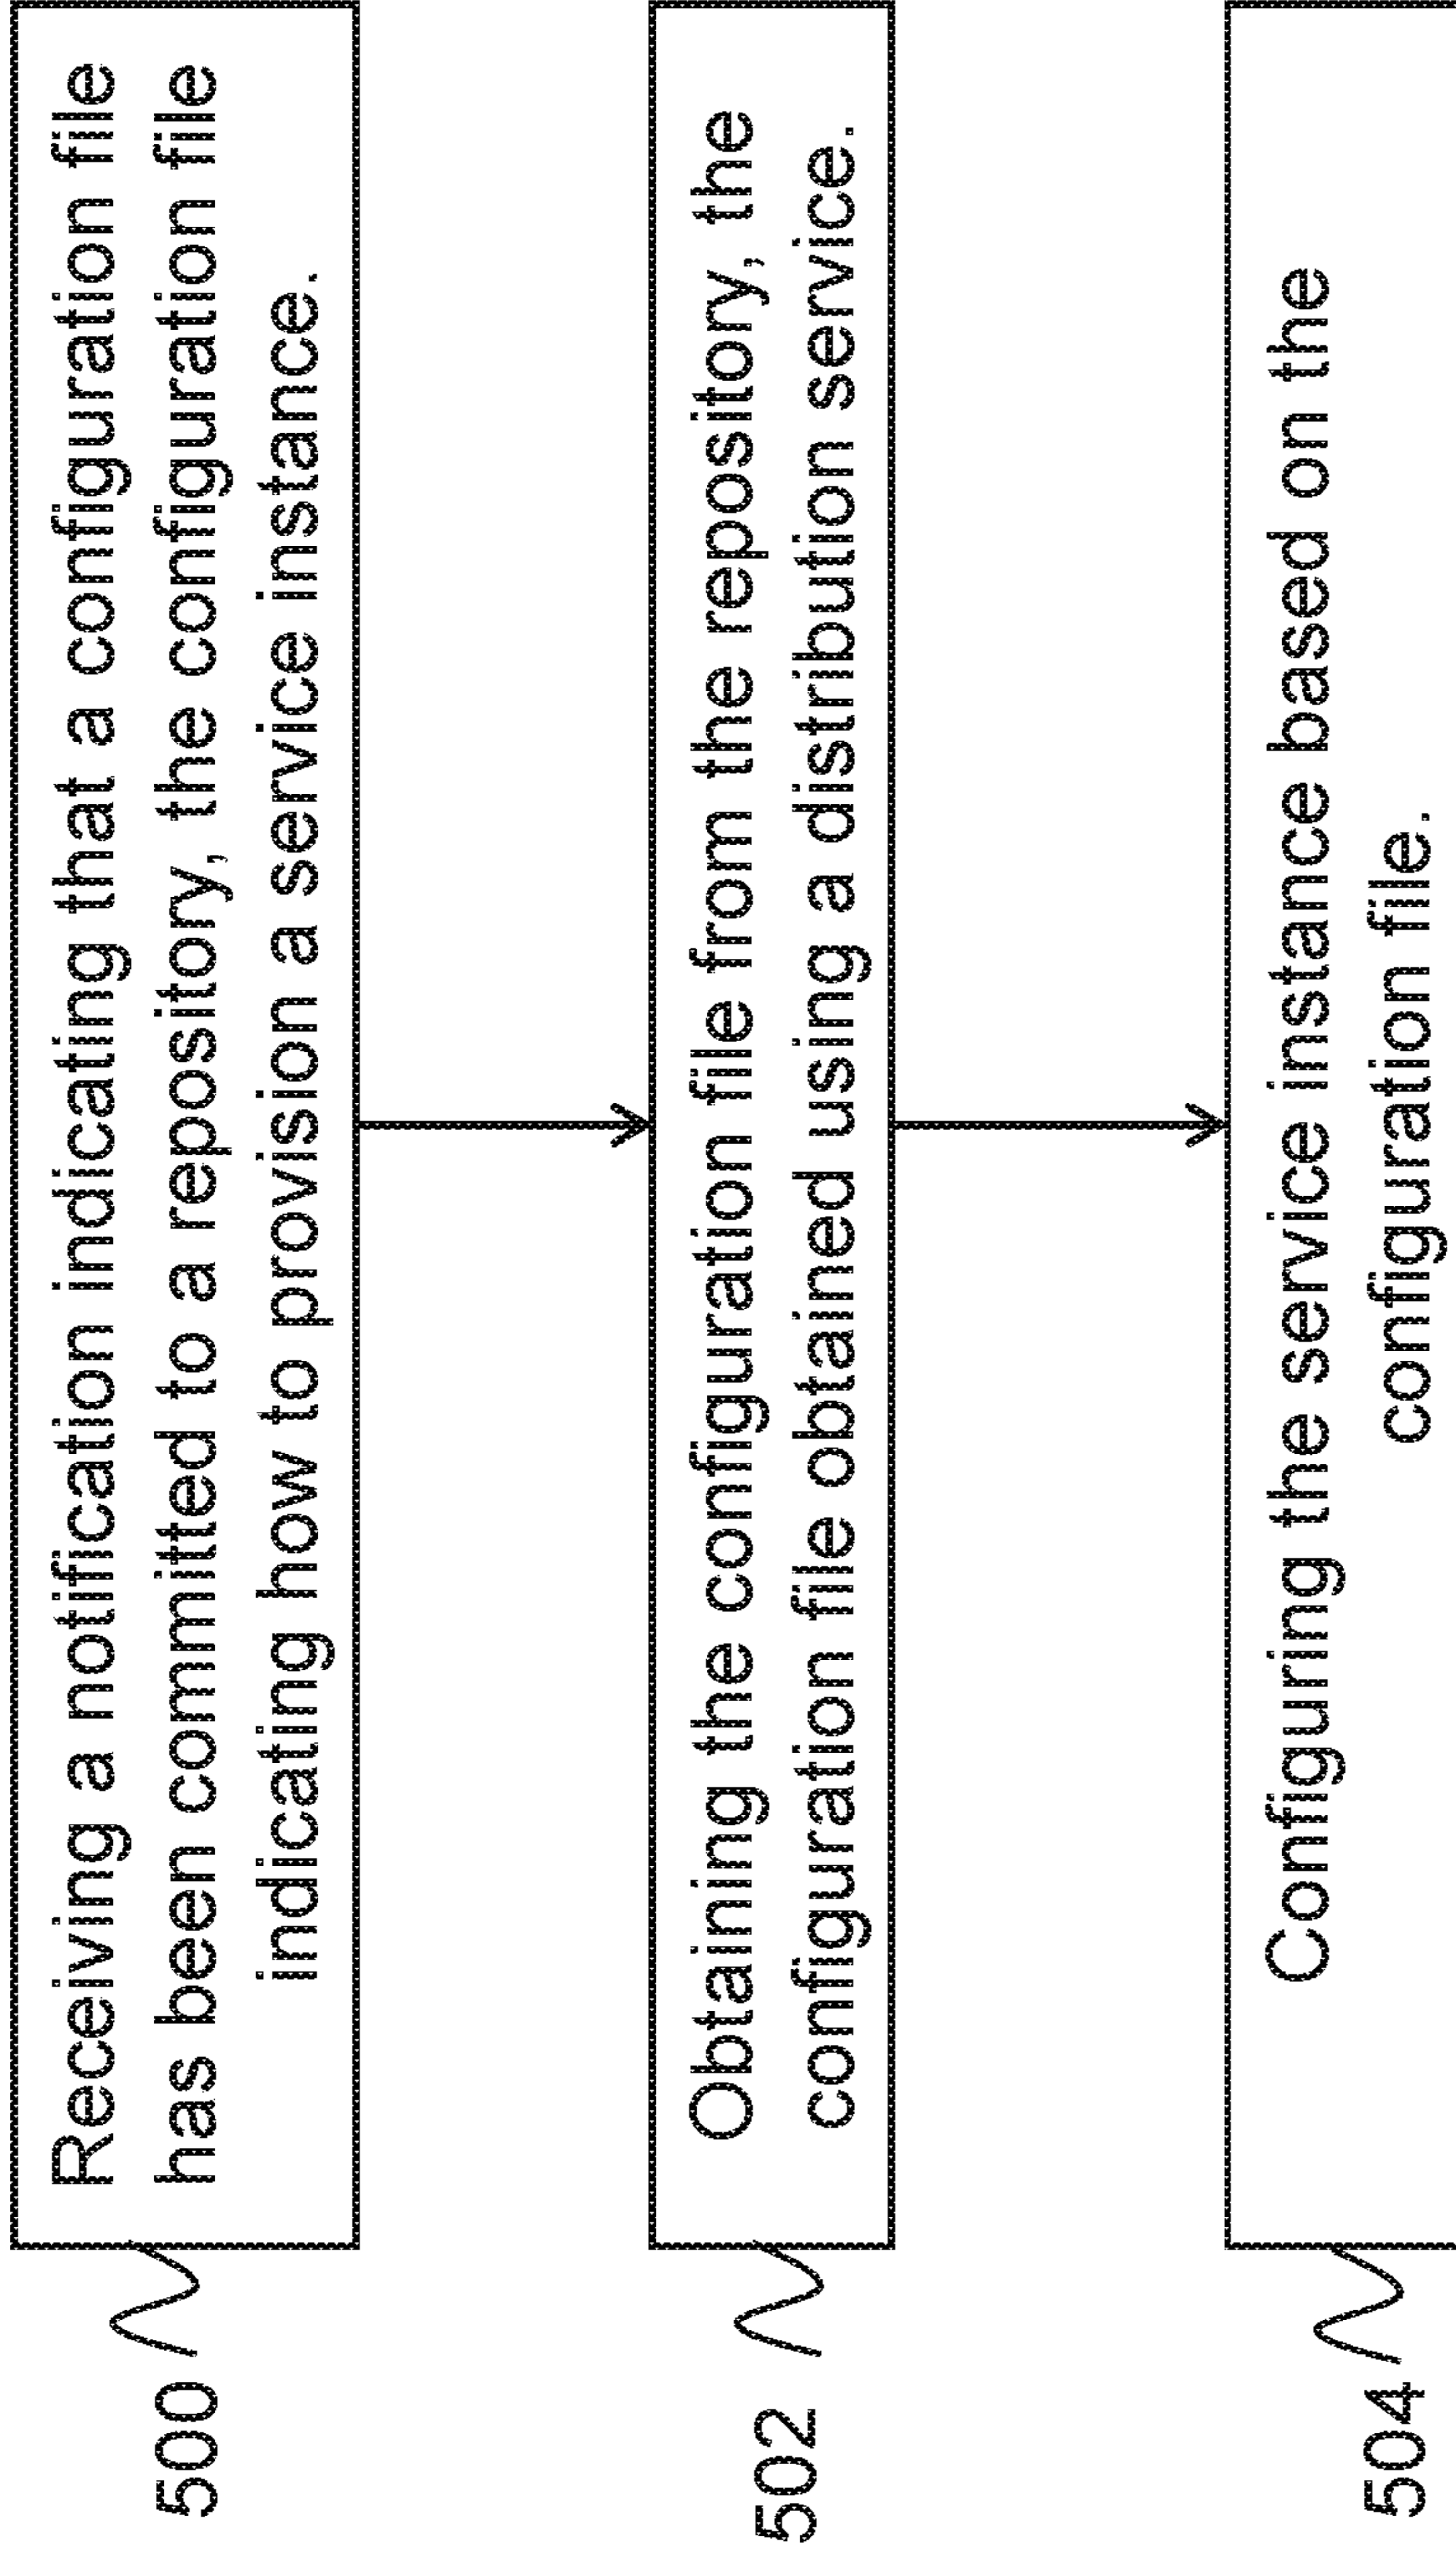 Receiving a notification indicating that a configuration file
has been committed to a repository, the configuration file
indicating how to provision a service instance.
500
Obtaining the configuration file from the repository, the
configuration file obtained using a distribution service.
502
Configuring the service instance based on the
configuration file.
504